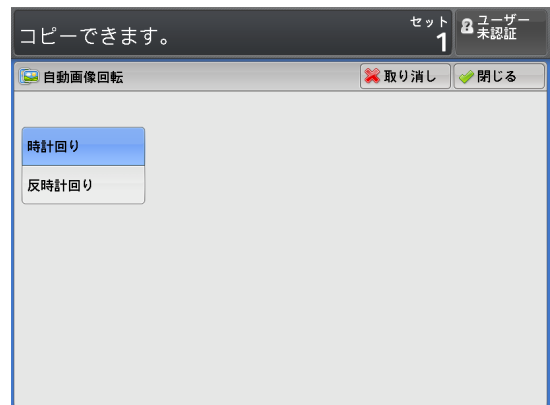 コピーできます。
セット
1
ユーザー
未認証
自動画像回転
取り消し
閉じる
時計回り
反時計回り